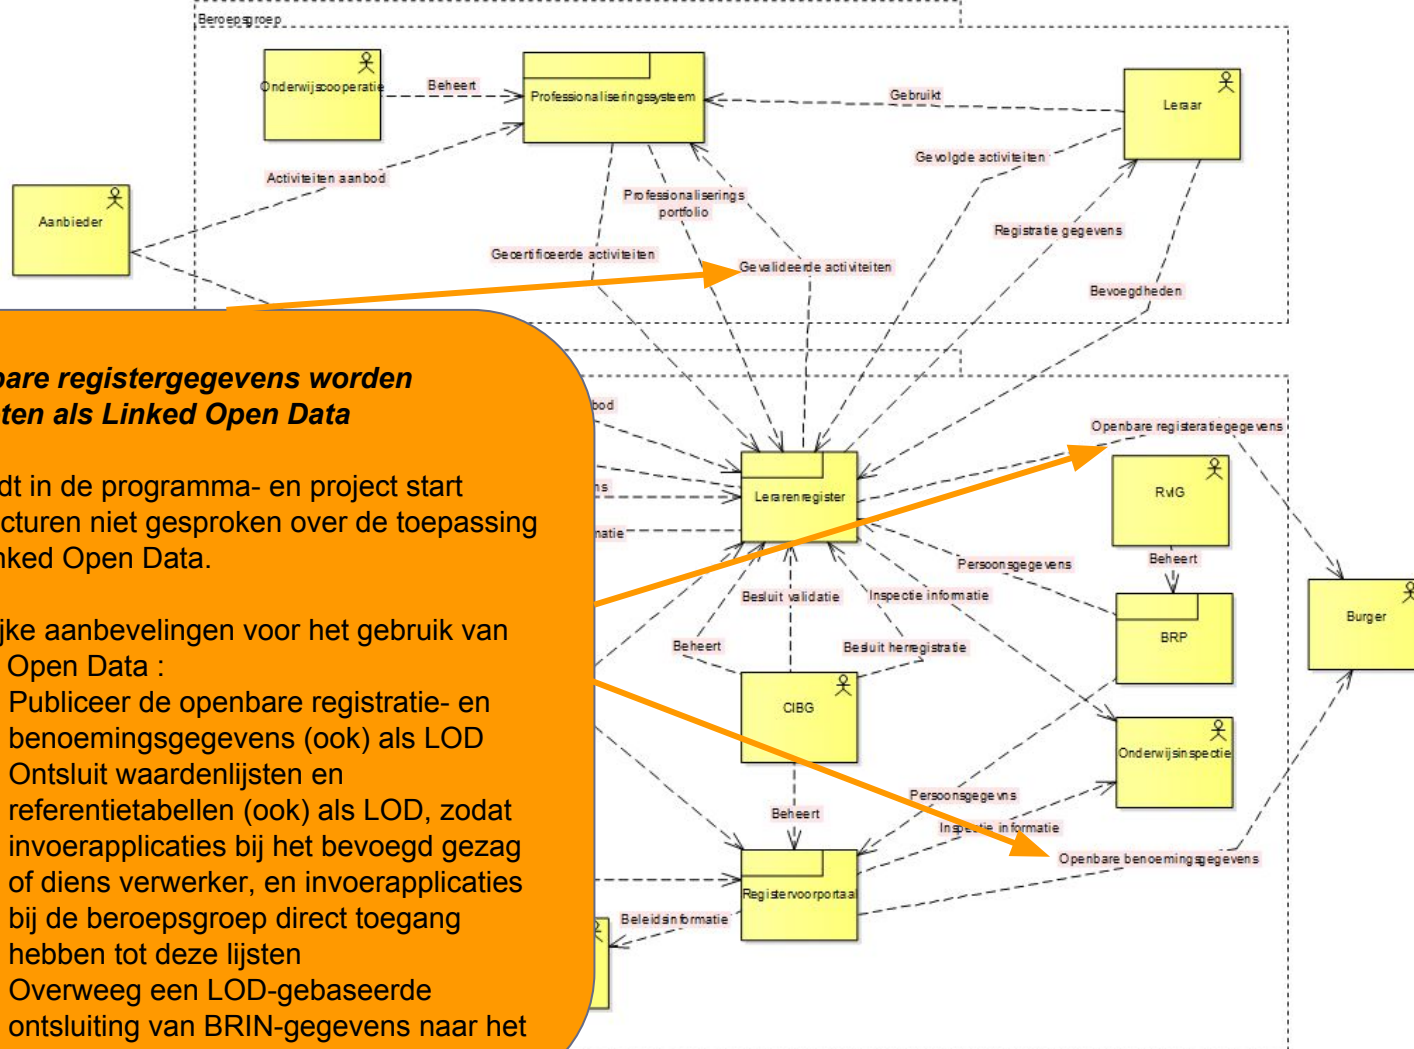 Beroepsgroep
Onderwijscooperatie
Beheert
Professionaliseringssysteem
Gebruikt
Leraar
Aanbieder
Activiteiten aanbod
Professionaliserings
portfolio
Gevolgde activiteiten
Registratie gegevens
Gecertificeerde activiteiten
Gevalideerde activiteiten
Bevoegdheden
bare registergegevens worden
ten als Linked Open Data
dt in de programma- en project start
cturen niet gesproken over de toepassing
nked Open Data.
ijke aanbevelingen voor het gebruik van
Open Data :
Publiceer de openbare registratie- en
benoemingsgegevens (ook) als LOD
Ontsluit waardenlijsten en
referentietabellen (ook) als LOD, zodat
invoerapplicaties bij het bevoegd gezag
of diens verwerker, en invoerapplicaties
bij de beroepsgroep direct toegang
hebben tot deze lijsten
Overweeg een LOD-gebaseerde
ontsluiting van BRIN-gegevens naar het
bod
ns
matie
Lerarenregister
Openbare registeratiegegevens
RvIG
Beheert
Persoonsgegevens
BRP
Burger
Besluit validatie
Inspectie informatie
Beheert
Besluit herregistratie
CIBG
Onderwijsinspectie
Persoonsgegevns
Beheert
Inspectie informatie
Openbare benoemingsgegevens
Registervoorportaal
Beleidsinformatie